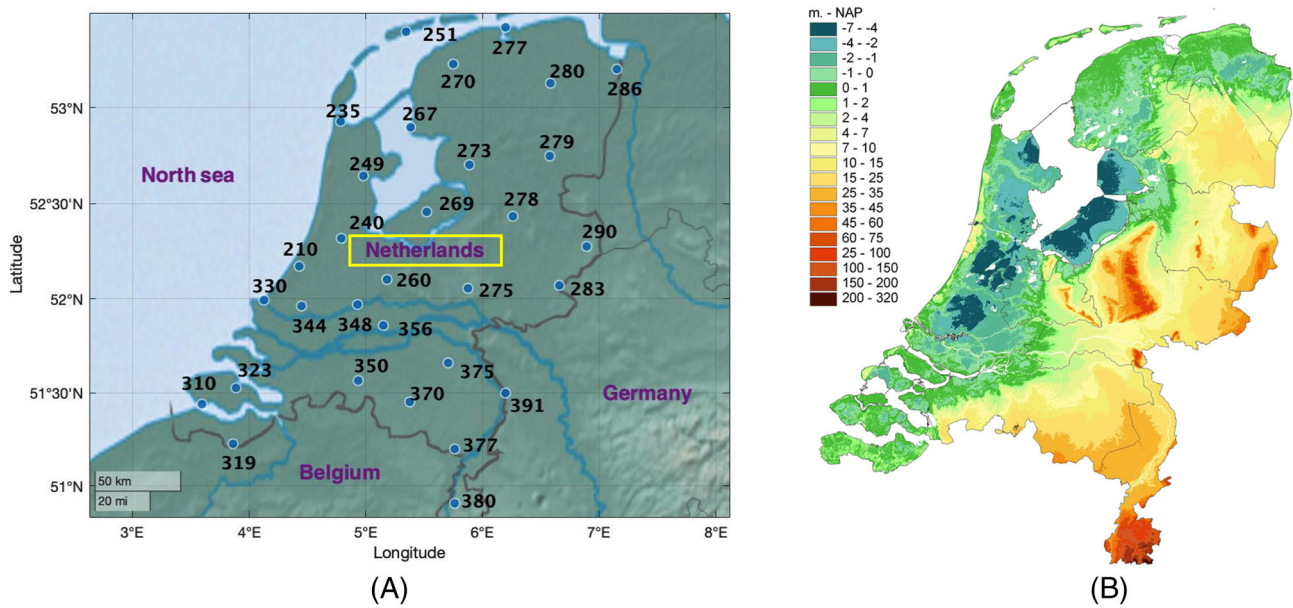 251
277
270
280
286
53°N
235
267
249
273
279
North sea
52°30'N
269
278
240
210
Netherlands
290
260
275
283
52°N
330
344
348
356
350
375
51°30'N
310
323
370
391
Germany
319
377
Belgium
51°N
380
50 km
20 mi
3°E
4°E
5°E
6°E
7°E
8°E
Latitude
Longitude
(A)
m. - NAP
-7 - -4
-4 - -2
-2 - -1
-1 - 0
0 - 1
1 - 2
2 - 4
4 - 7
7 - 10
10 - 15
15 - 25
25 - 35
35 - 45
45 - 60
60 - 75
25 - 100
100 - 150
150 - 200
200 - 320
(B)